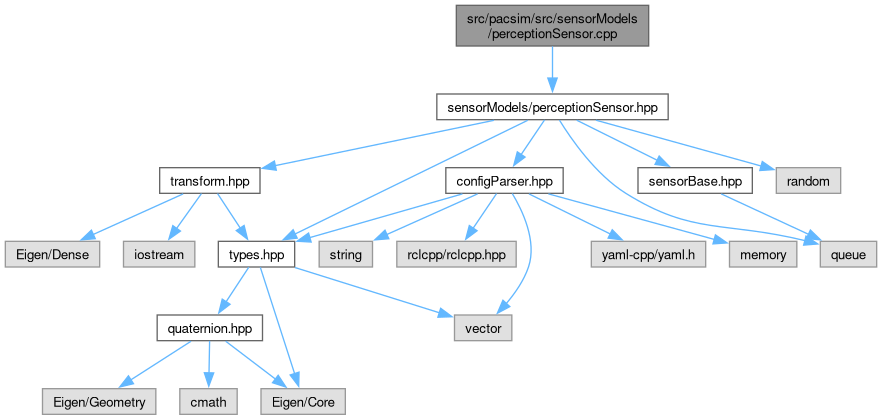 src/pacsim/src/sensorModels
/perceptionSensor.cpp
sensorModels/perceptionSensor.hpp
transform.hpp
configParser.hpp
sensorBase.hpp
random
Eigen/Dense
iostream
types.hpp
string
rclcpp/rclcpp.hpp
yaml-cpp/yaml.h
memory
queue
quaternion.hpp
vector
Eigen/Geometry
cmath
Eigen/Core